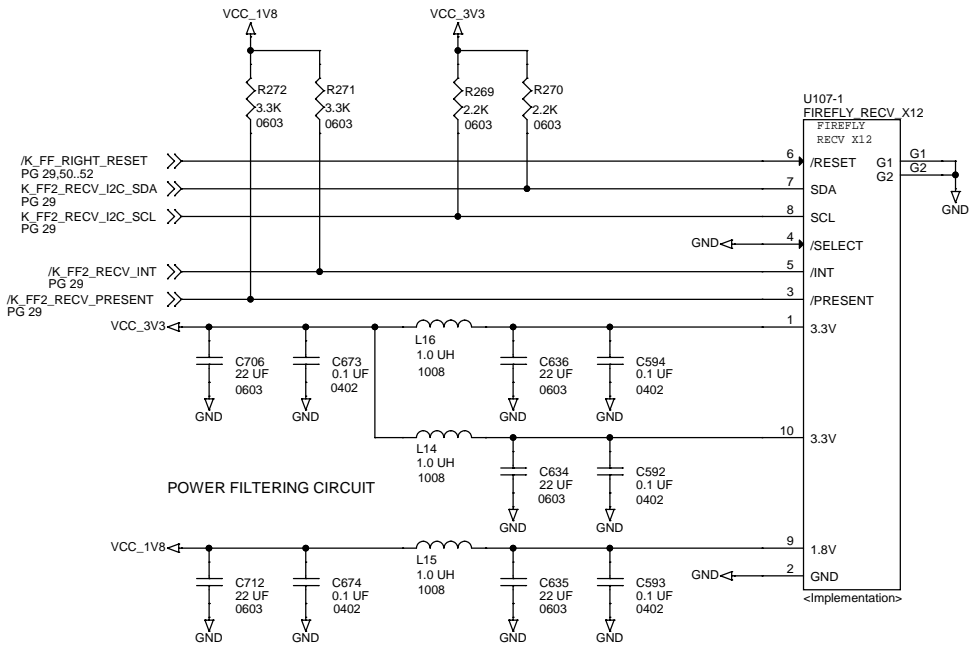 VCC_1V8
VCC_3V3
R272
3.3K
0603
R271
3.3K
0603
R269
2.2K
0603
R270
2.2K
0603
U107-1
FIREFLY_RECV_X12
FIREFLY
RECV X12
/K_FF_RIGHT_RESET
PG 29,50..52
6
/RESET
G1
G1
G2
G2
GND
K_FF2_RECV_I2C_SDA
PG 29
7
SDA
K_FF2_RECV_I2C_SCL
PG 29
8
SCL
GND
4
/SELECT
/K_FF2_RECV_INT
PG 29
5
/INT
/K_FF2_RECV_PRESENT
PG 29
3
/PRESENT
VCC_3V3
1
3.3V
L16
1.0 UH
1008
C706
22 UF
0603
GND
C673
0.1 UF
0402
GND
C636
22 UF
0603
GND
C594
0.1 UF
0402
GND
10
3.3V
L14
1.0 UH
1008
C634
22 UF
0603
GND
C592
0.1 UF
0402
GND
POWER FILTERING CIRCUIT
VCC_1V8
9
1.8V
L15
1.0 UH
1008
GND
2
GND
C712
22 UF
0603
GND
C674
0.1 UF
0402
GND
C635
22 UF
0603
GND
C593
0.1 UF
0402
GND
<Implementation>